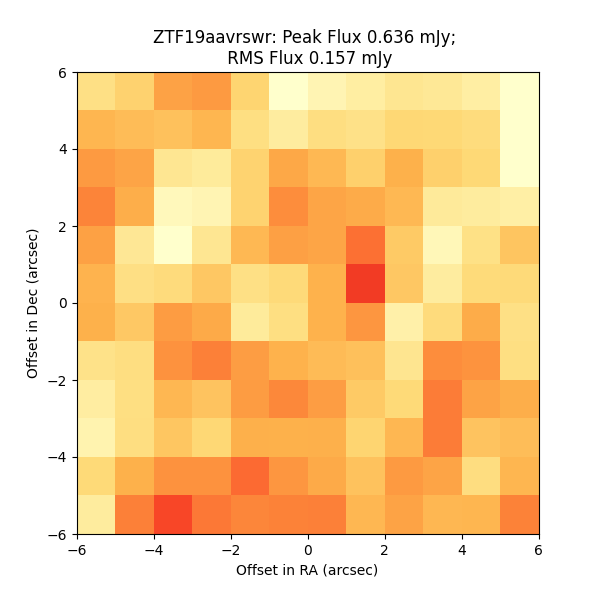 ZTF19aavrswr: Peak Flux 0.636 mJy;
RMS Flux 0.157 mJy
6
4
2
0
−2
−4
−6
Offset in Dec (arcsec)
−6 −4 −2 0 2 4 6
Offset in RA (arcsec)